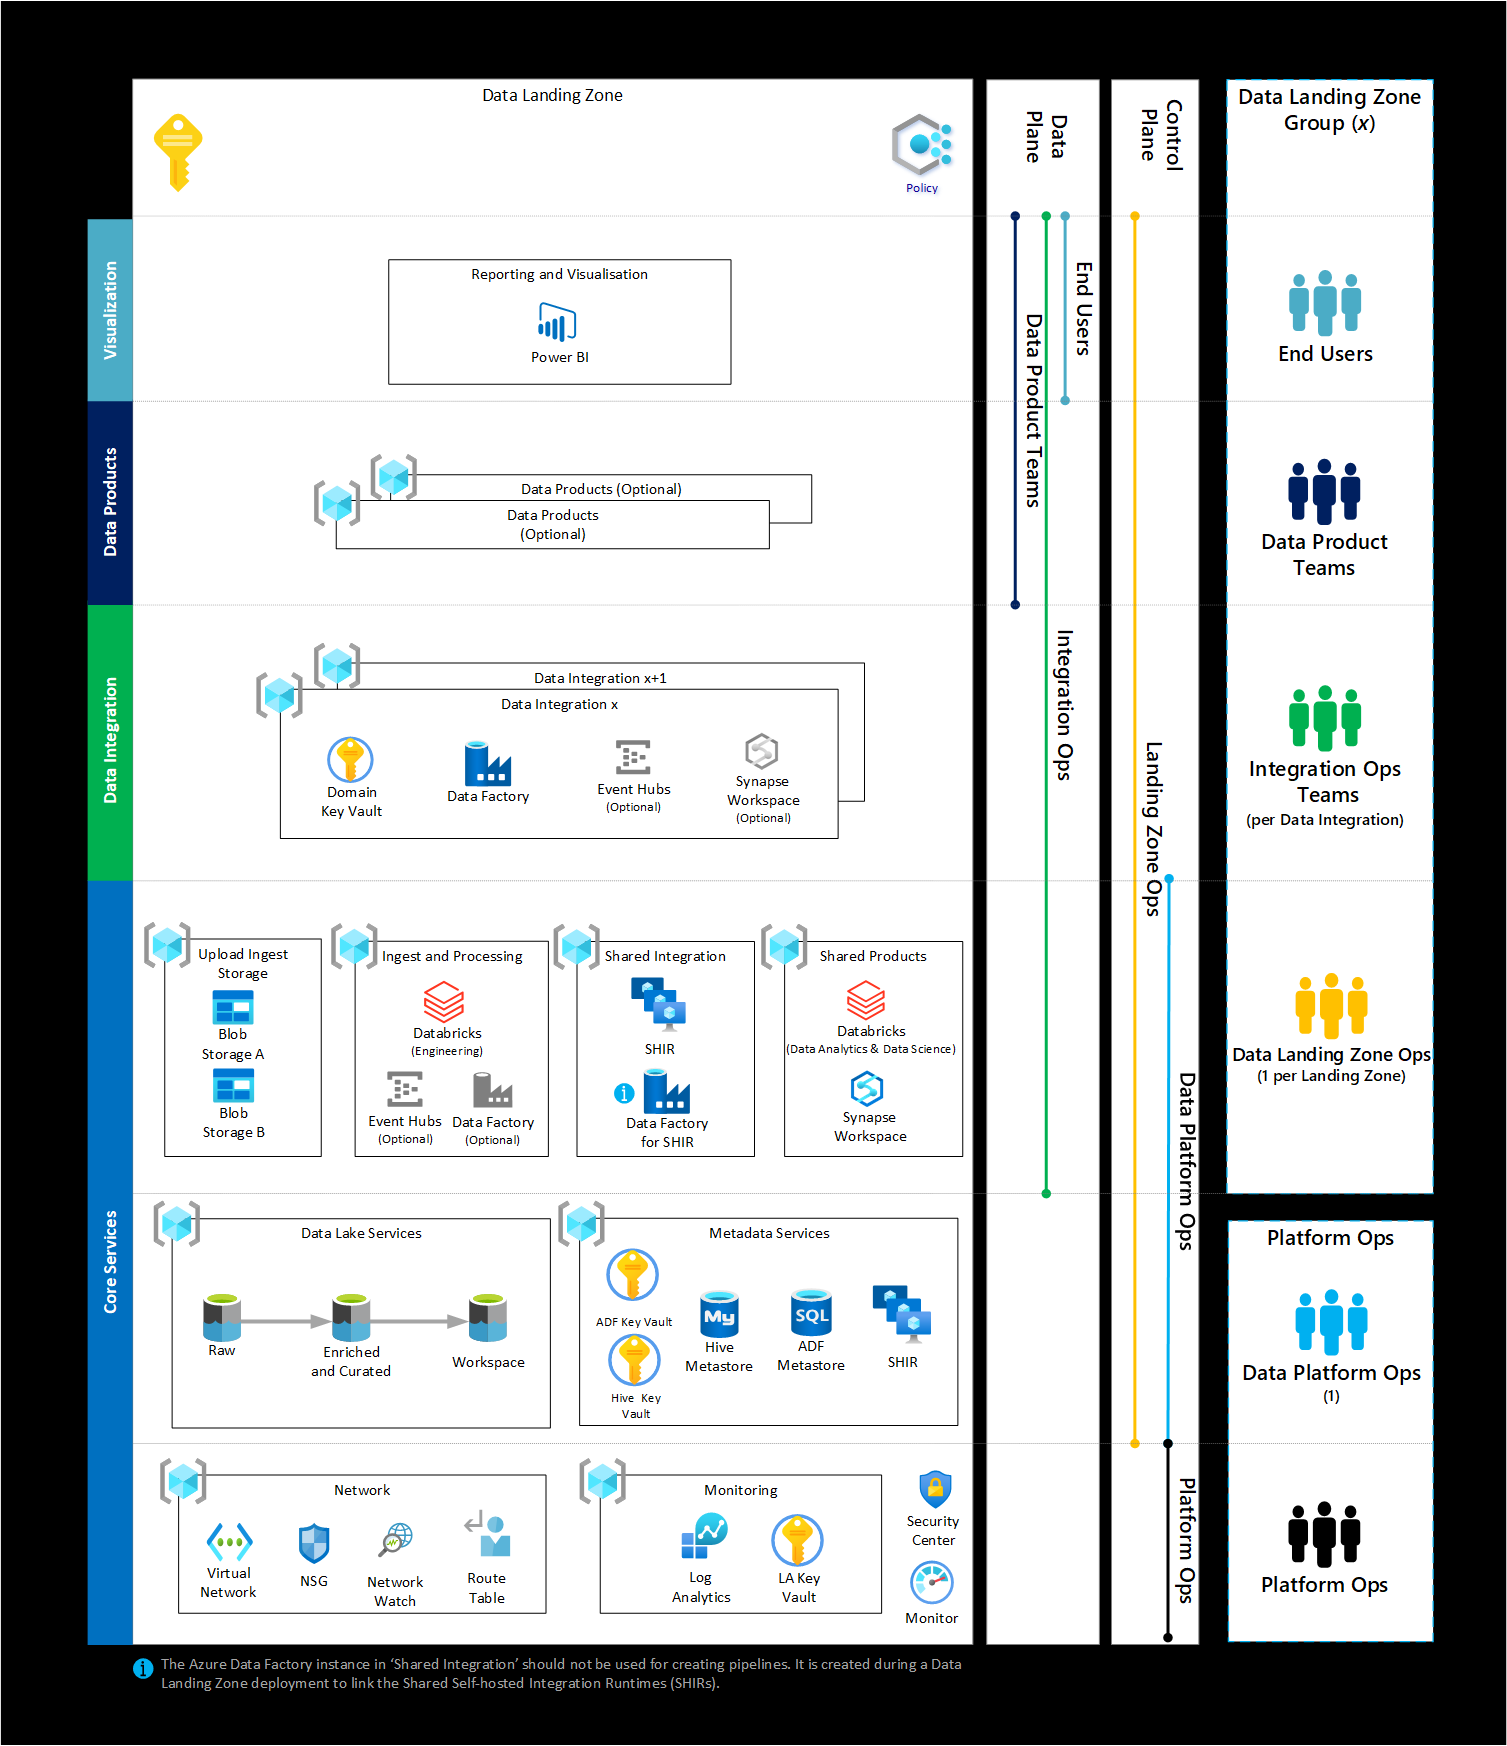 Data Landing Zone
Policy
Data
Plane
Control
Plane
Data Landing Zone
Group (x)
Visualization
Reporting and Visualisation
Power BI
End Users
End Users
Data Products
Data Products (Optional)
Data Products
(Optional)
Data Product Teams
Data Product
Teams
Data Integration
Data Integration x+1
Data Integration x
Domain
Key Vault
Data Factory
Event Hubs
(Optional)
Synapse
Workspace
(Optional)
Integration Ops
Landing Zone Ops
Integration Ops
Teams
(per Data Integration)
Core Services
Upload Ingest
Storage
Blob
Storage A
Blob
Storage B
Ingest and Processing
Databricks
(Engineering)
Event Hubs
(Optional)
Data Factory
(Optional)
Shared Integration
SHIR
Data Factory
for SHIR
Shared Products
Databricks
(Data Analytics & Data Science)
Synapse
Workspace
Data Platform Ops
Data Landing Zone Ops
(1 per Landing Zone)
Data Lake Services
Raw
Enriched
and Curated
Workspace
Metadata Services
ADF Key Vault
Hive Key
Vault
My
Hive
Metastore
SQL
ADF
Metastore
SHIR
Platform Ops
Data Platform Ops
(1)
Network
Virtual
Network
NSG
Network
Watch
Route
Table
Monitoring
Log
Analytics
LA Key
Vault
Security
Center
Monitor
Platform Ops
Platform Ops
The Azure Data Factory instance in ‘Shared Integration’ should not be used for creating pipelines. It is created during a Data
Landing Zone deployment to link the Shared Self-hosted Integration Runtimes (SHIRs).